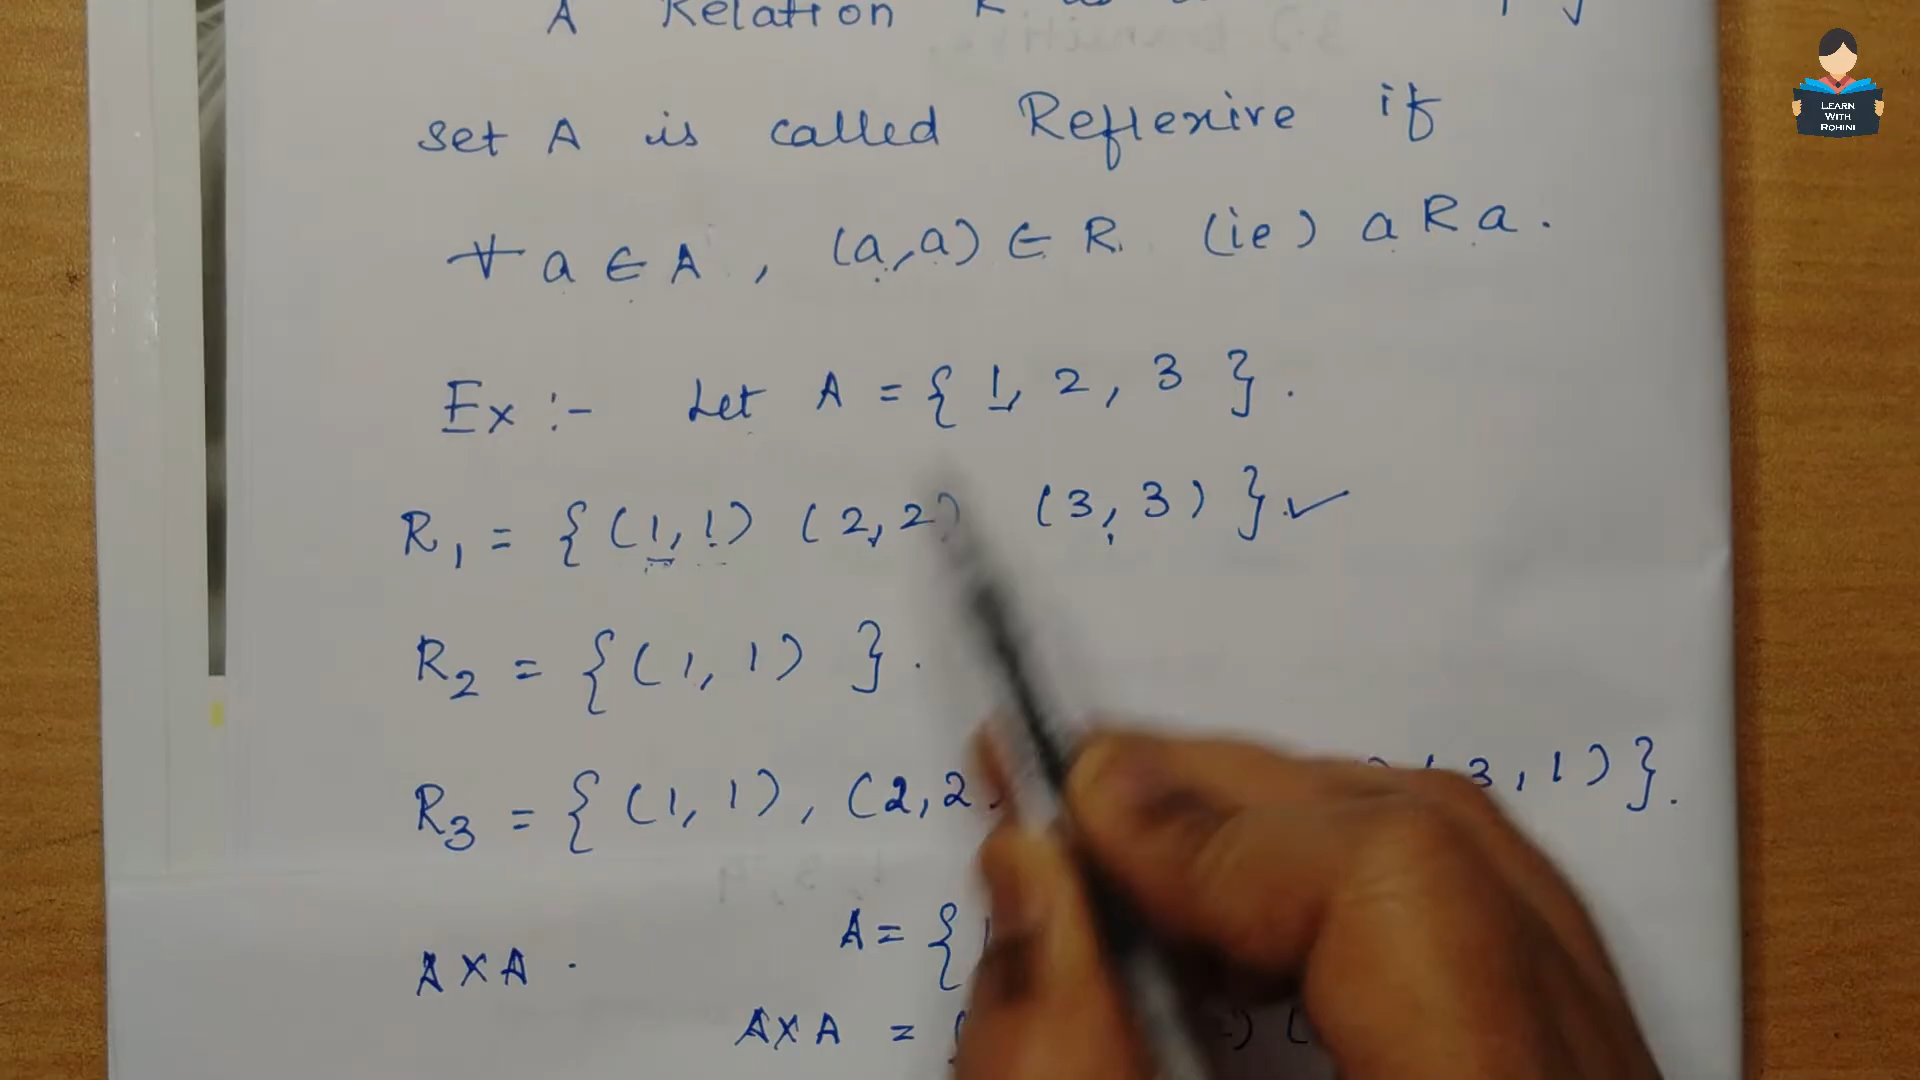 A Relation R is
set A is called Reflexive if
∀ a ∈ A , (a,a) ∈ R. (ie) a R a.
Ex :- Let A = { 1, 2, 3 }.
R₁ = { (1,1) (2,2) (3,3) } ✓
R₂ = { (1,1) }.
R₃ = { (1,1), (2,2) (3,1) }.
A = {
A X A .
A X A = 
LEARN
WITH
ROHINI